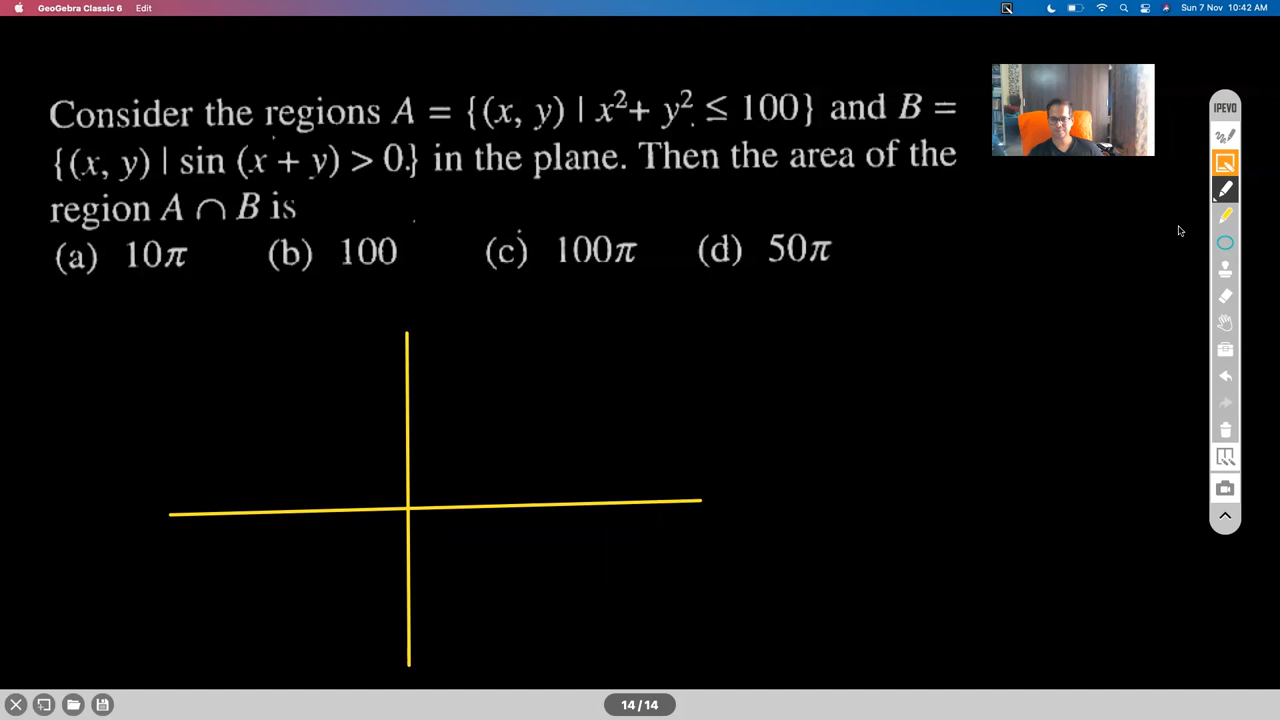 GeoGebra Classic 6 Edit Sun 7 Nov 10:42 AM
Consider the regions A = {(x, y) | x²+ y² ≤ 100} and B =
{(x, y) | sin (x + y) > 0.} in the plane. Then the area of the
region A ∩ B is
(a) 10π (b) 100 (c) 100π (d) 50π
IPEVO
14 / 14